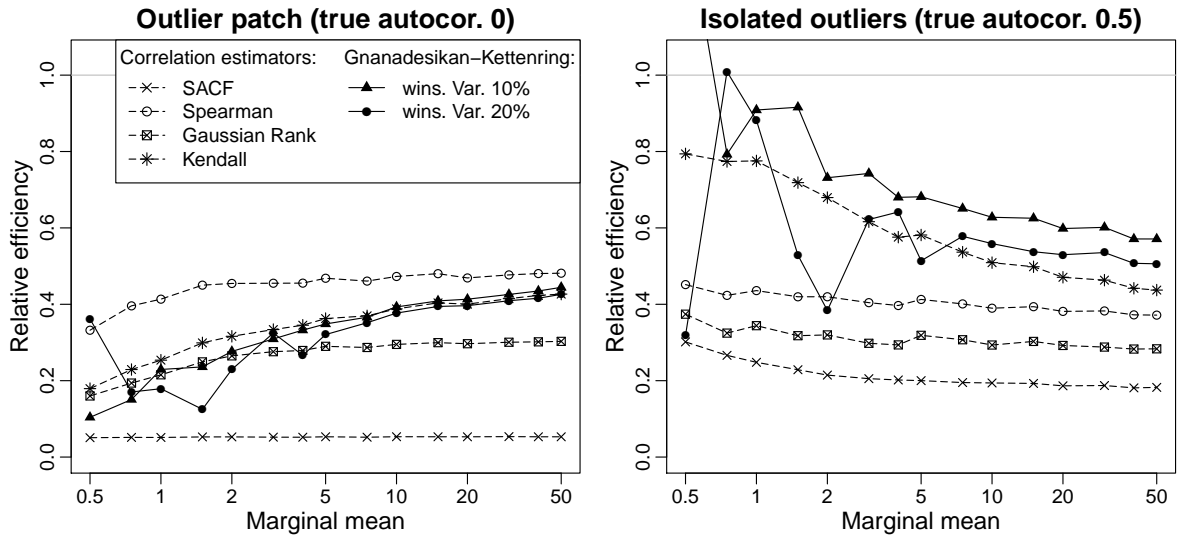 Outlier patch (true autocor. 0)
Correlation estimators:
SACF
Spearman
Gaussian Rank
Kendall
Gnanadesikan−Kettenring:
wins. Var. 10%
wins. Var. 20%
Relative efficiency
0.0
0.2
0.4
0.6
0.8
1.0
0.5 1 2 5 10 20 50
Marginal mean
Isolated outliers (true autocor. 0.5)
Relative efficiency
0.0
0.2
0.4
0.6
0.8
1.0
0.5 1 2 5 10 20 50
Marginal mean